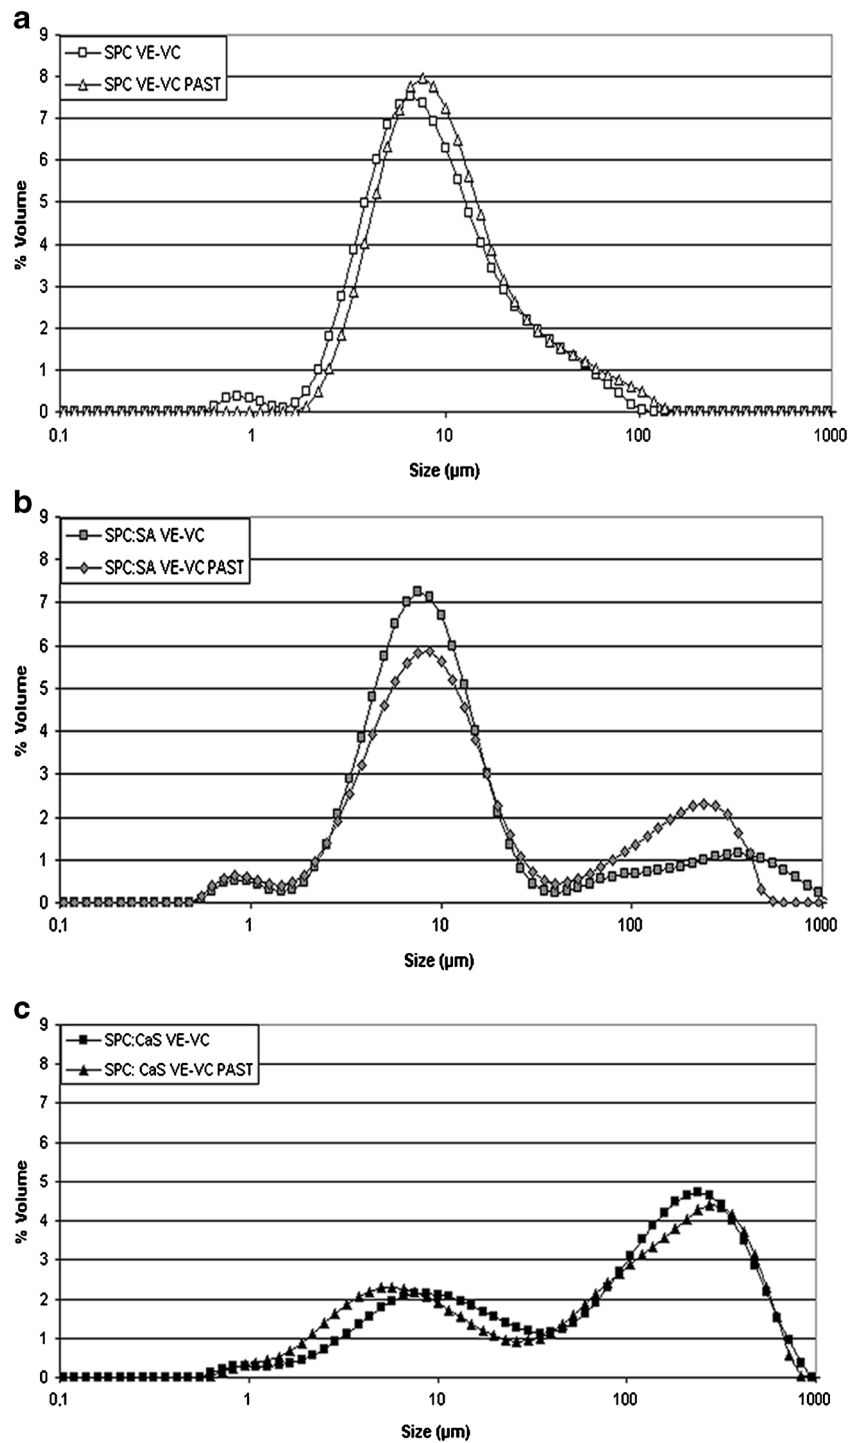 a
9
8
7
6
5
4
3
2
1
0
% Volume
SPC VE-VC
SPC VE-VC PAST
0.1 1 10 100 1000
Size (µm)
b
9
8
7
6
5
4
3
2
1
0
% Volume
SPC:SA VE-VC
SPC:SA VE-VC PAST
0.1 1 10 100 1000
Size (µm)
c
9
8
7
6
5
4
3
2
1
0
% Volume
SPC:CaS VE-VC
SPC: CaS VE-VC PAST
0.1 1 10 100 1000
Size (µm)